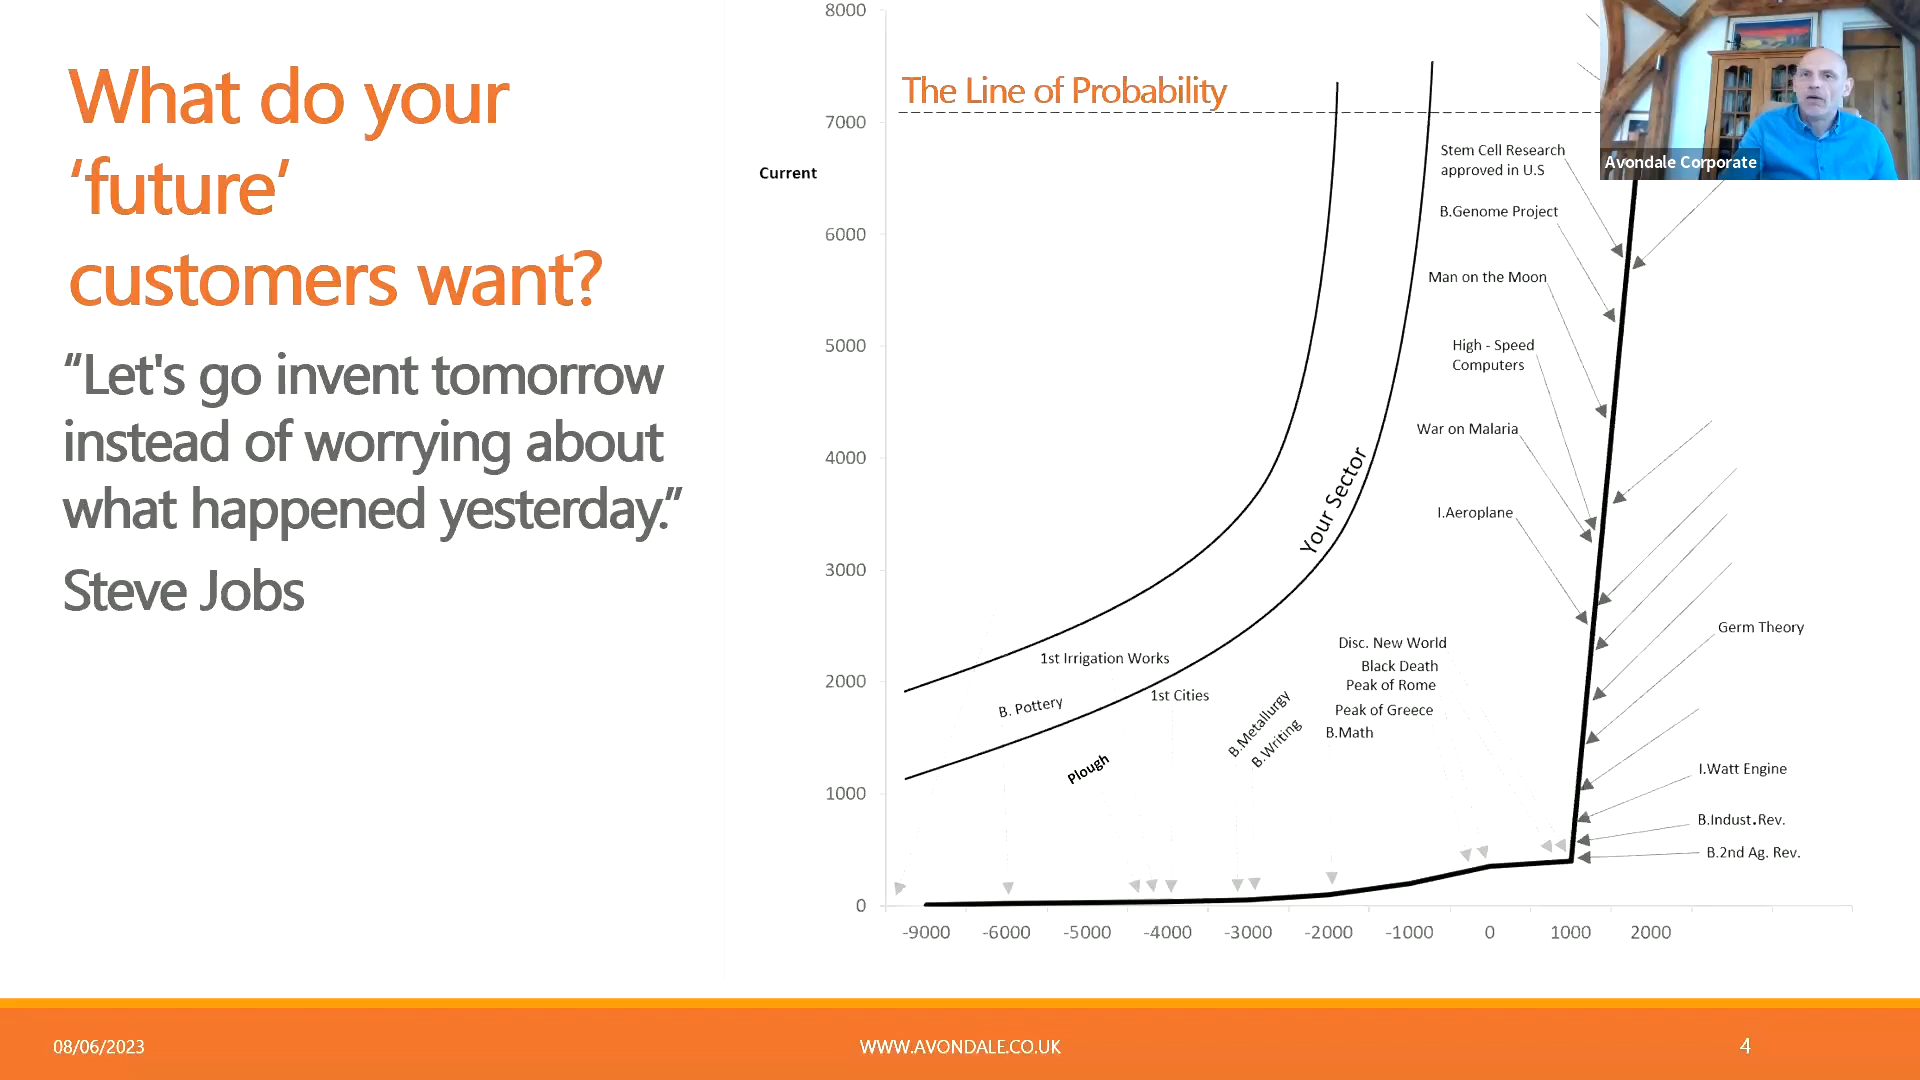 What do your
‘future’
customers want?
“Let's go invent tomorrow
instead of worrying about
what happened yesterday.”
Steve Jobs
The Line of Probability
Current
8000
7000
6000
5000
4000
3000
2000
1000
0
-9000
-6000
-5000
-4000
-3000
-2000
-1000
0
1000
2000
Your Sector
1st Irrigation Works
B. Pottery
1st Cities
Plough
B.Metallurgy
B.Writing
Disc. New World
Black Death
Peak of Rome
Peak of Greece
B.Math
Stem Cell Research
approved in U.S
B.Genome Project
Man on the Moon
High - Speed
Computers
War on Malaria
I.Aeroplane
Germ Theory
I.Watt Engine
B.Indust.Rev.
B.2nd Ag. Rev.
Avondale Corporate
08/06/2023
WWW.AVONDALE.CO.UK
4